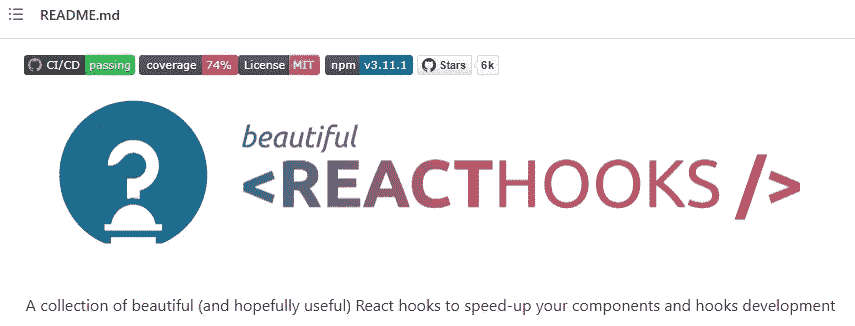 README.md
CI/CD passing coverage 74% License MIT npm v3.11.1 Stars 6k
beautiful
<REACTHOOKS />
A collection of beautiful (and hopefully useful) React hooks to speed-up your components and hooks development